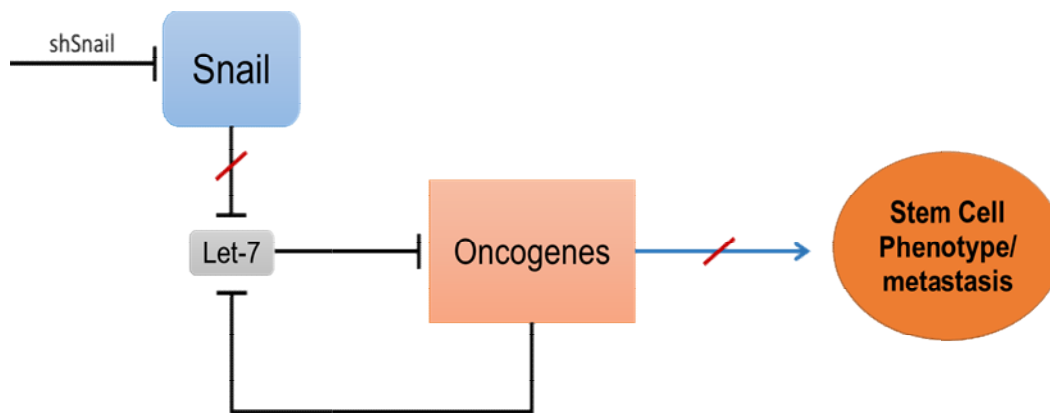 shSnail
Snail
Let-7
Oncogenes
Stem Cell
Phenotype/
metastasis